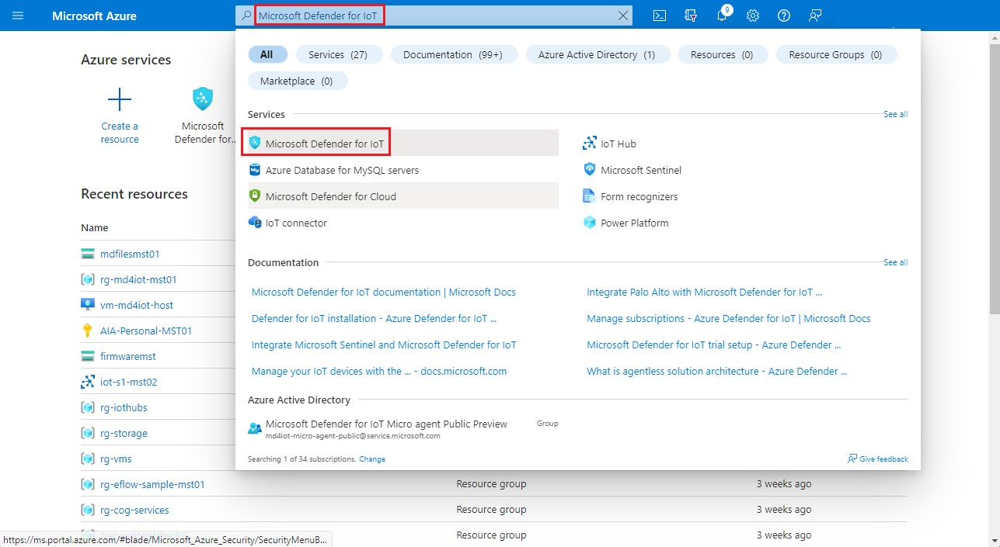 Microsoft Azure
Microsoft Defender for IoT
9
Azure services
Create a
resource
Microsoft
Defender for...
All
Services (27)
Documentation (99+)
Azure Active Directory (1)
Resources (0)
Resource Groups (0)
Marketplace (0)
Services
See all
Microsoft Defender for IoT
IoT Hub
Azure Database for MySQL servers
Microsoft Sentinel
Microsoft Defender for Cloud
Form recognizers
IoT connector
Power Platform
Documentation
See all
Microsoft Defender for IoT documentation | Microsoft Docs
Integrate Palo Alto with Microsoft Defender for IoT ...
Defender for IoT installation - Azure Defender for IoT ...
Manage subscriptions - Azure Defender for IoT | Microsoft Docs
Integrate Microsoft Sentinel and Microsoft Defender for IoT
Microsoft Defender for IoT trial setup - Azure Defender ...
Manage your IoT devices with the ... - docs.microsoft.com
What is agentless solution architecture - Azure Defender ...
Azure Active Directory
Microsoft Defender for IoT Micro agent Public Preview
Group
md4iot-micro-agent-public@service.microsoft.com
Searching 1 of 34 subscriptions. Change
Give feedback
Recent resources
Name
mdfilesmst01
rg-md4iot-mst01
vm-md4iot-host
AIA-Personal-MST01
firmwaremst
iot-s1-mst02
rg-iothubs
rg-storage
rg-vms
rg-eflow-sample-mst01
Resource group
3 weeks ago
rg-cog-services
Resource group
3 weeks ago
Resource group
3 weeks ago
https://ms.portal.azure.com/#blade/Microsoft_Azure_Security/SecurityMenuB...